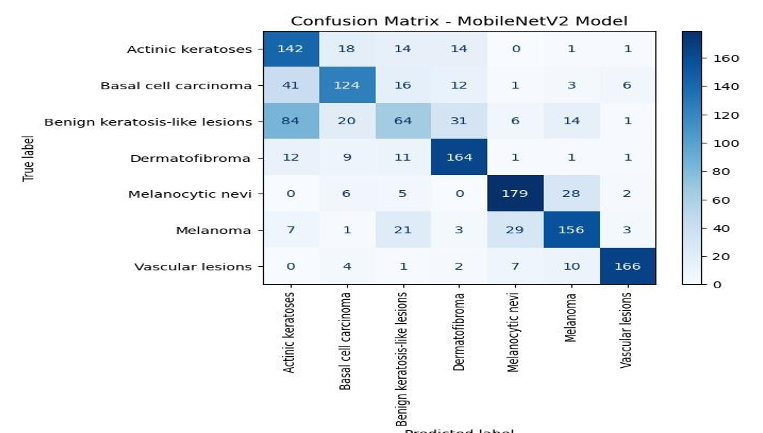 Confusion Matrix - MobileNetV2 Model
Actinic keratoses 142 18 14 14 0 1 1
Basal cell carcinoma 41 124 16 12 1 3 6
Benign keratosis-like lesions 84 20 64 31 6 14 1
Dermatofibroma 12 9 11 164 1 1 1
Melanocytic nevi 0 6 5 0 179 28 2
Melanoma 7 1 21 3 29 156 3
Vascular lesions 0 4 1 2 7 10 166
True label
Actinic keratoses
Basal cell carcinoma
Benign keratosis-like lesions
Dermatofibroma
Melanocytic nevi
Melanoma
Vascular lesions
Predicted label
160
140
120
100
80
60
40
20
0